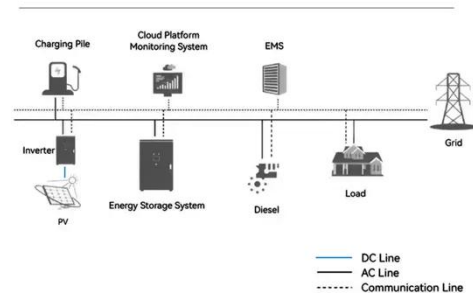 Charging Pile
Cloud Platform
Monitoring System
EMS
Grid
Inverter
PV
Energy Storage System
Diesel
Load
DC Line
AC Line
Communication Line